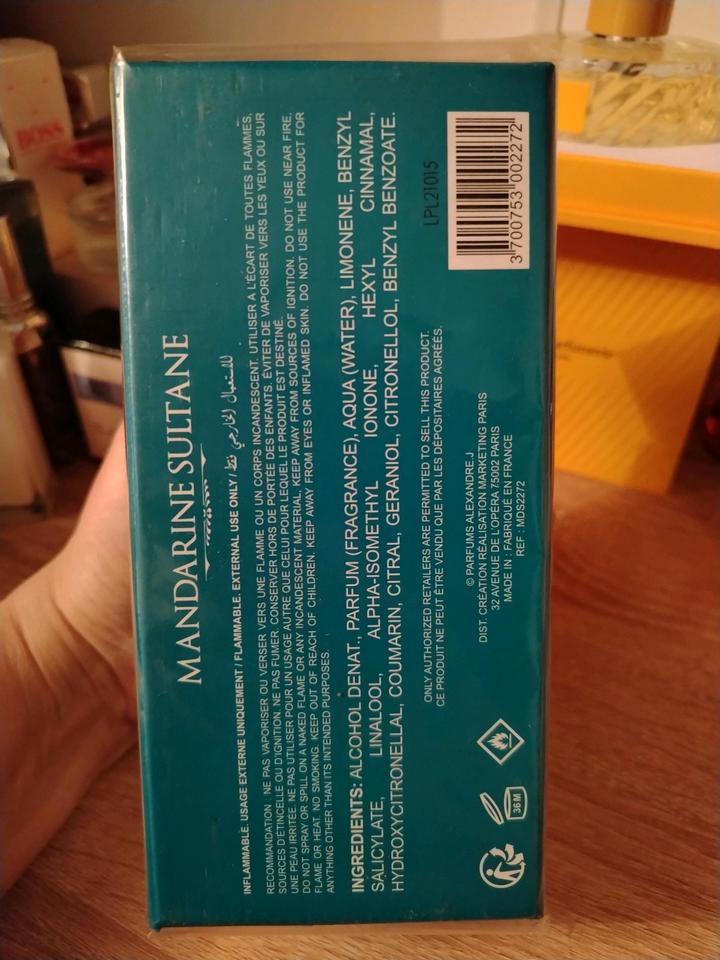 MANDARINE SULTANE
INFLAMMABLE. USAGE EXTERNE UNIQUEMENT / FLAMMABLE. EXTERNAL USE ONLY / للاستعمال الخارجي فقط
RECOMMANDATION : NE PAS VAPORISER OU VERSER VERS UNE FLAMME OU UN CORPS INCANDESCENT. UTILISER A L'ÉCART DE TOUTES FLAMMES,
SOURCES D'ÉTINCELLE OU D'IGNITION. NE PAS FUMER. CONSERVER HORS DE PORTÉE DES ENFANTS. ÉVITER DE VAPORISER VERS LES YEUX OU SUR
UNE PEAU IRRITÉE. NE PAS UTILISER POUR UN USAGE AUTRE QUE CELUI POUR LEQUEL LE PRODUIT EST DESTINÉ.
DO NOT SPRAY OR SPILL ON A NAKED FLAME OR ANY INCANDESCENT MATERIAL, KEEP AWAY FROM SOURCES OF IGNITION. DO NOT USE NEAR FIRE,
FLAME OR HEAT. NO SMOKING. KEEP OUT OF REACH OF CHILDREN. KEEP AWAY FROM EYES OR INFLAMED SKIN. DO NOT USE THE PRODUCT FOR
ANYTHING OTHER THAN ITS INTENDED PURPOSES.
INGREDIENTS: ALCOHOL DENAT., PARFUM (FRAGRANCE), AQUA (WATER), LIMONENE, BENZYL
SALICYLATE, LINALOOL, ALPHA-ISOMETHYL IONONE, HEXYL CINNAMAL,
HYDROXYCITRONELLAL, COUMARIN, CITRAL, GERANIOL, CITRONELLOL, BENZYL BENZOATE.
ONLY AUTHORIZED RETAILERS ARE PERMITTED TO SELL THIS PRODUCT.
CE PRODUIT NE PEUT ÊTRE VENDU QUE PAR LES DÉPOSITAIRES AGRÉÉS.
LPL21015
3 700753 002272
© PARFUMS ALEXANDRE.J
DIST. CRÉATION RÉALISATION MARKETING PARIS
32 AVENUE DE L'OPÉRA 75002 PARIS
MADE IN : FABRIQUÉ EN FRANCE
REF : MDS2272
36M
BOSS